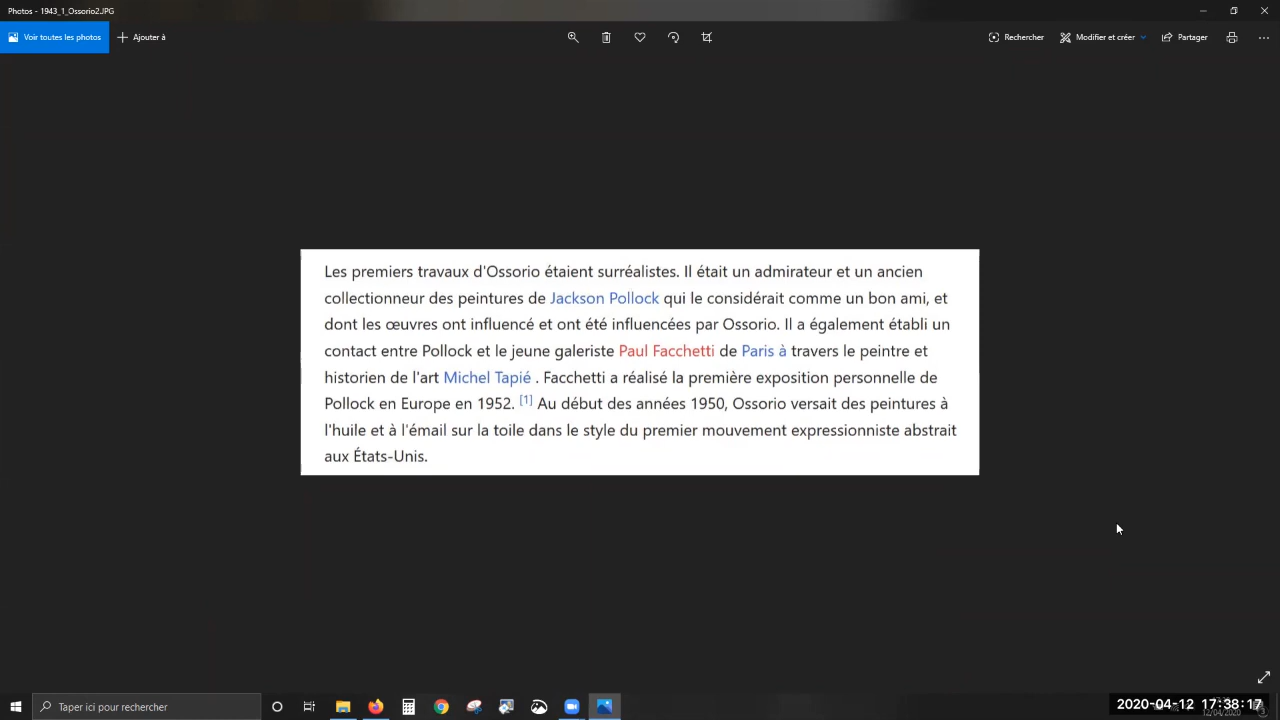 Photos - 1943_1_Ossorio2.JPG
Voir toutes les photos
Ajouter à
Rechercher
Modifier et créer
Partager
Les premiers travaux d'Ossorio étaient surréalistes. Il était un admirateur et un ancien
collectionneur des peintures de Jackson Pollock qui le considérait comme un bon ami, et
dont les œuvres ont influencé et ont été influencées par Ossorio. Il a également établi un
contact entre Pollock et le jeune galeriste Paul Facchetti de Paris à travers le peintre et
historien de l'art Michel Tapié . Facchetti a réalisé la première exposition personnelle de
Pollock en Europe en 1952. [1] Au début des années 1950, Ossorio versait des peintures à
l'huile et à l'émail sur la toile dans le style du premier mouvement expressionniste abstrait
aux États-Unis.
Taper ici pour rechercher
2020-04-12 17:38:17
12/04/2020